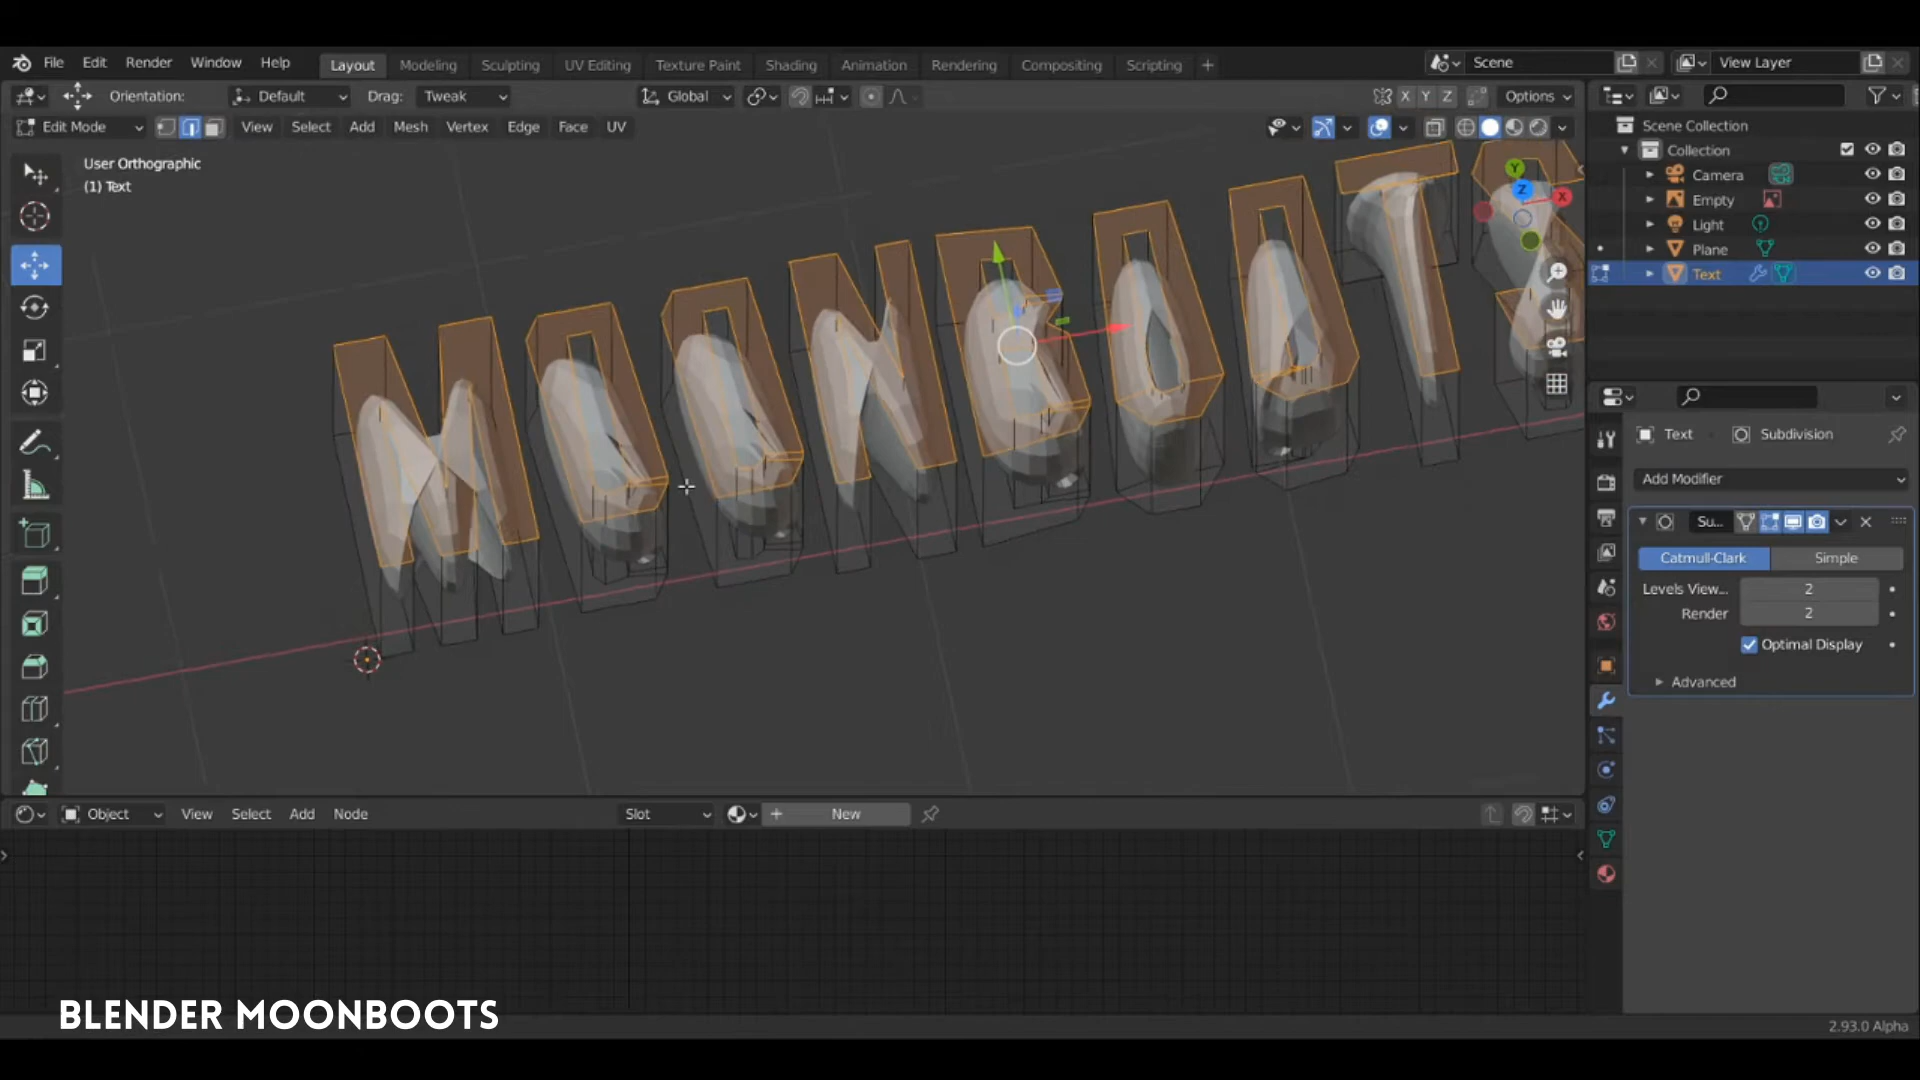 File Edit Render Window Help Layout Modeling Sculpting UV Editing Texture Paint Shading Animation Rendering Compositing Scripting + Scene View Layer
Orientation: Default Drag: Tweak Global X Y Z Options
Edit Mode View Select Add Mesh Vertex Edge Face UV
User Orthographic
(1) Text
MOONBOOTS
Y
Z
X
Scene Collection
Collection
Camera
Empty
Light
Plane
Text
Text Subdivision
Add Modifier
Su...
Catmull-Clark Simple
Levels View... 2
Render 2
Optimal Display
Advanced
Object View Select Add Node Slot + New
BLENDER MOONBOOTS
2.93.0 Alpha